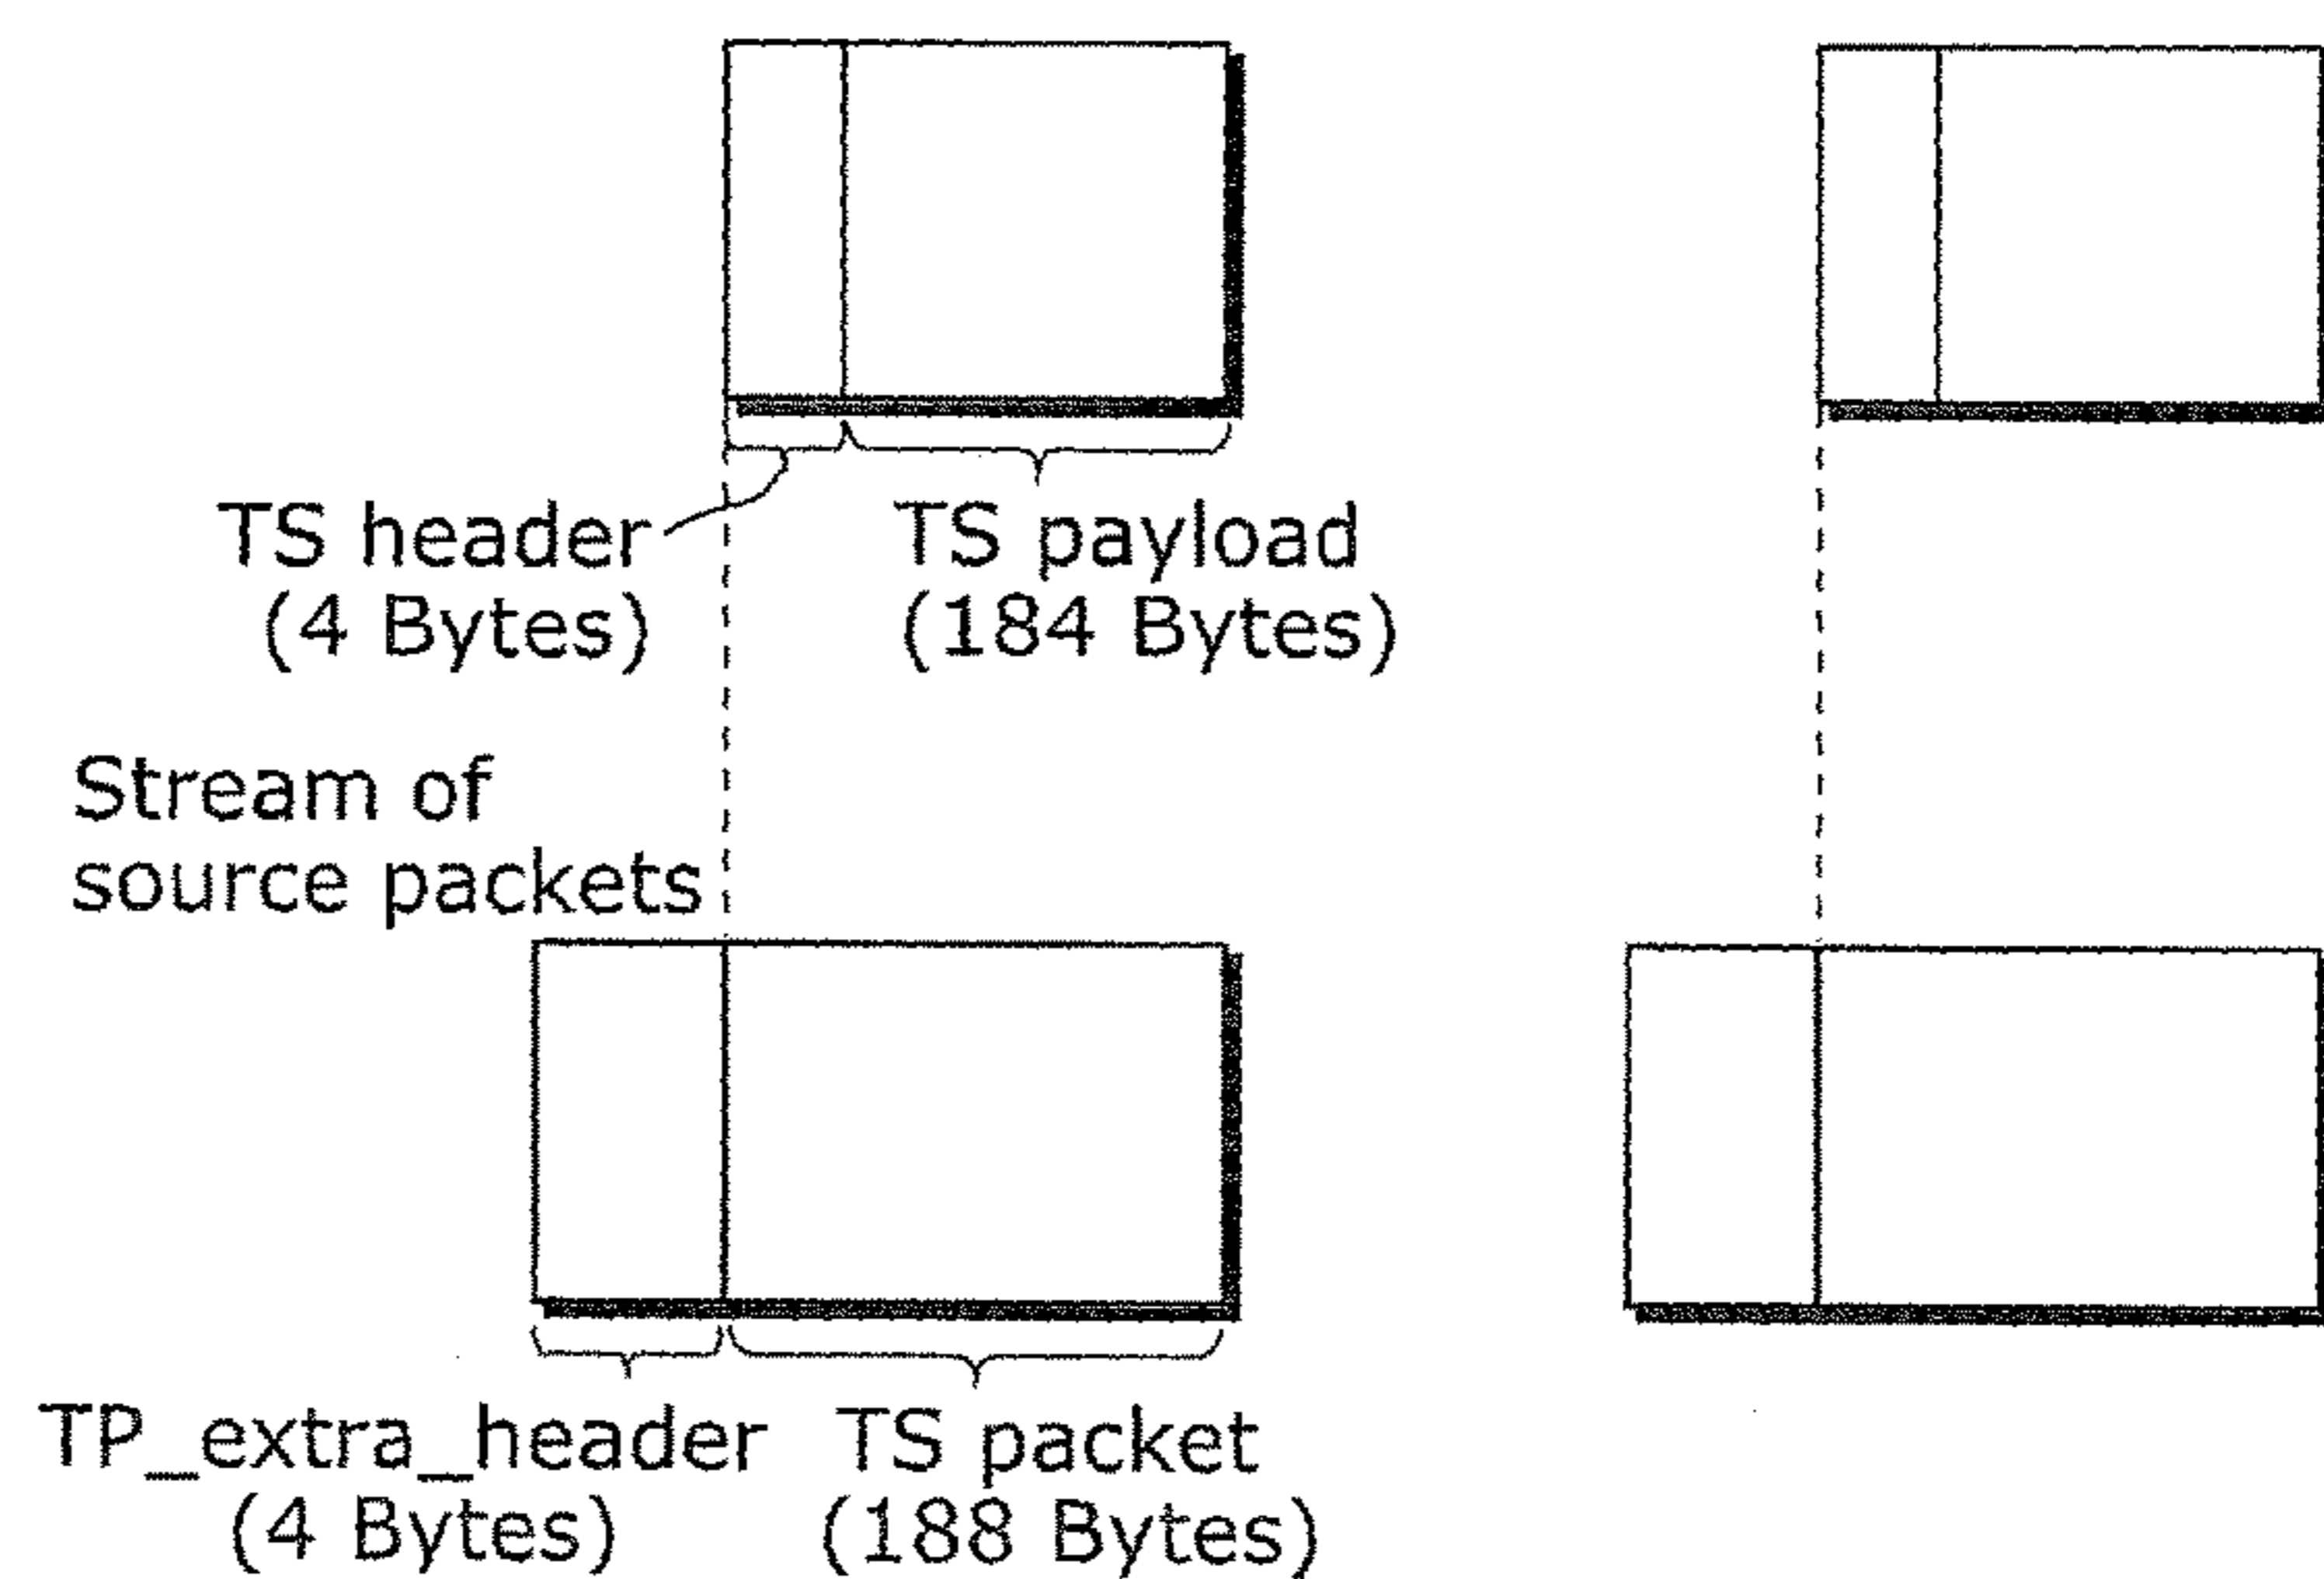 TS header
(4 Bytes)
TS payload
(184 Bytes)
Stream of
source packets
TP_extra_header
(4 Bytes)
TS packet
(188 Bytes)